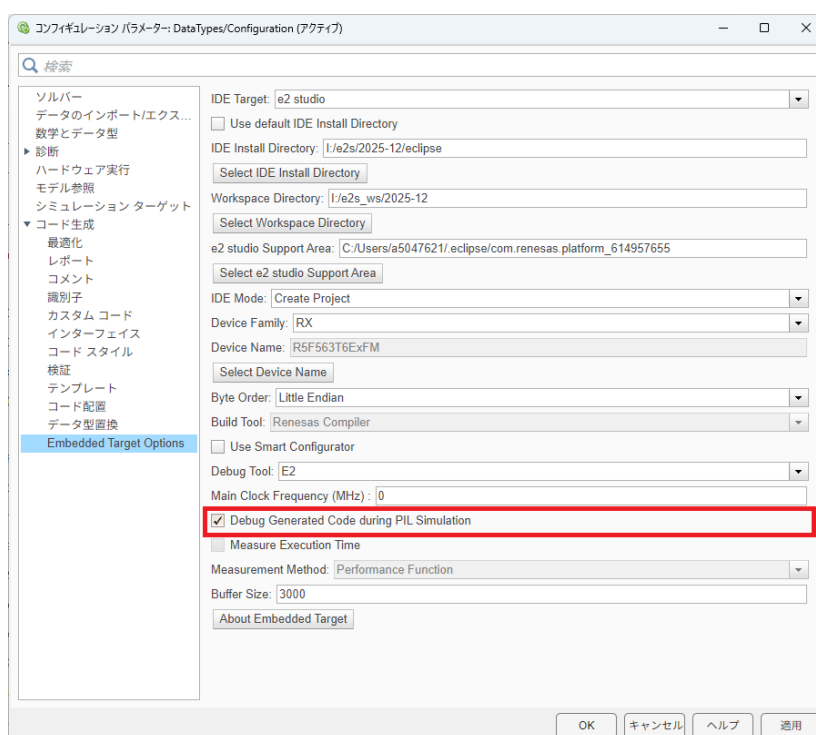 コンフィギュレーション パラメーター: DataTypes/Configuration (アクティブ)
検索
ソルバー
データのインポート/エクス...
数学とデータ型
診断
ハードウェア実行
モデル参照
シミュレーション ターゲット
コード生成
最適化
レポート
コメント
識別子
カスタム コード
インターフェイス
コード スタイル
検証
テンプレート
コード配置
データ型置換
Embedded Target Options
IDE Target: e2 studio
Use default IDE Install Directory
IDE Install Directory: I:/e2s/2025-12/eclipse
Select IDE Install Directory
Workspace Directory: I:/e2s_ws/2025-12
Select Workspace Directory
e2 studio Support Area: C:/Users/a5047621/.eclipse/com.renesas.platform_614957655
Select e2 studio Support Area
IDE Mode: Create Project
Device Family: RX
Device Name: R5F563T6ExFM
Select Device Name
Byte Order: Little Endian
Build Tool: Renesas Compiler
Use Smart Configurator
Debug Tool: E2
Main Clock Frequency (MHz) : 0
Debug Generated Code during PIL Simulation
Measure Execution Time
Measurement Method: Performance Function
Buffer Size: 3000
About Embedded Target
OK キャンセル ヘルプ 適用